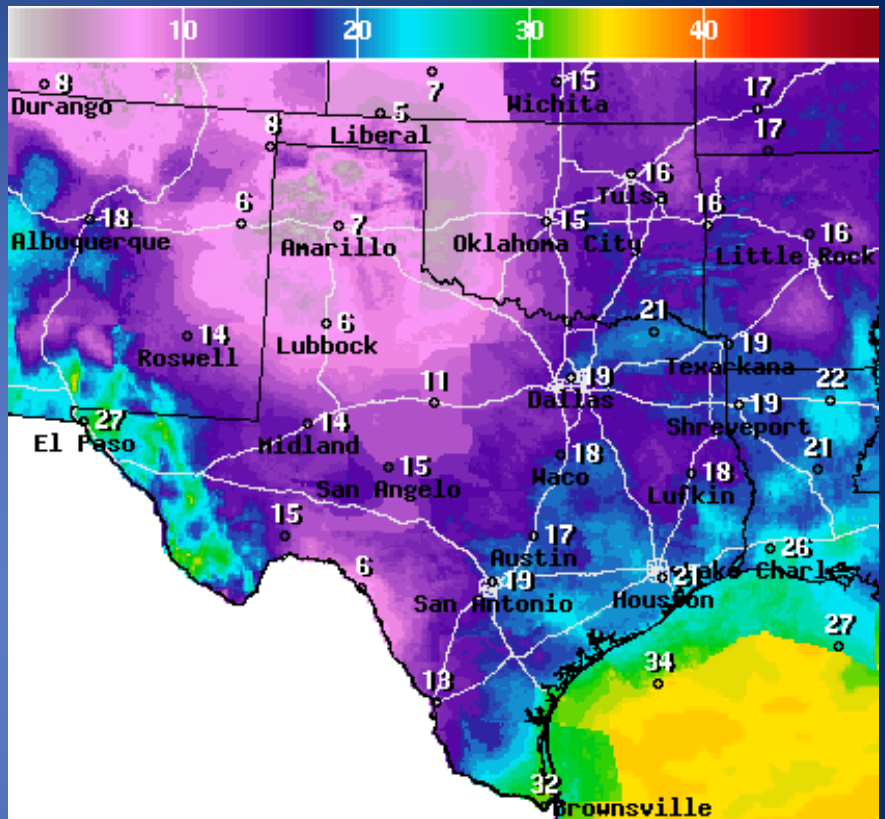 10 20 30 40
8
Durango
7
5
Liberal
15
Wichita
17
17
8
16
Tulsa
18
Albuquerque
6
7
Amarillo
15
Oklahoma City
16
16
Little Rock
14
Roswell
6
Lubbock
21
19
Texarkana
27
El Paso
14
Midland
11
19
Dallas
19
Shreveport
22
15
San Angelo
18
Waco
18
Lufkin
21
15
17
Austin
26
Lake Charles
6
19
San Antonio
21
Houston
27
34
13
32
Brownsville